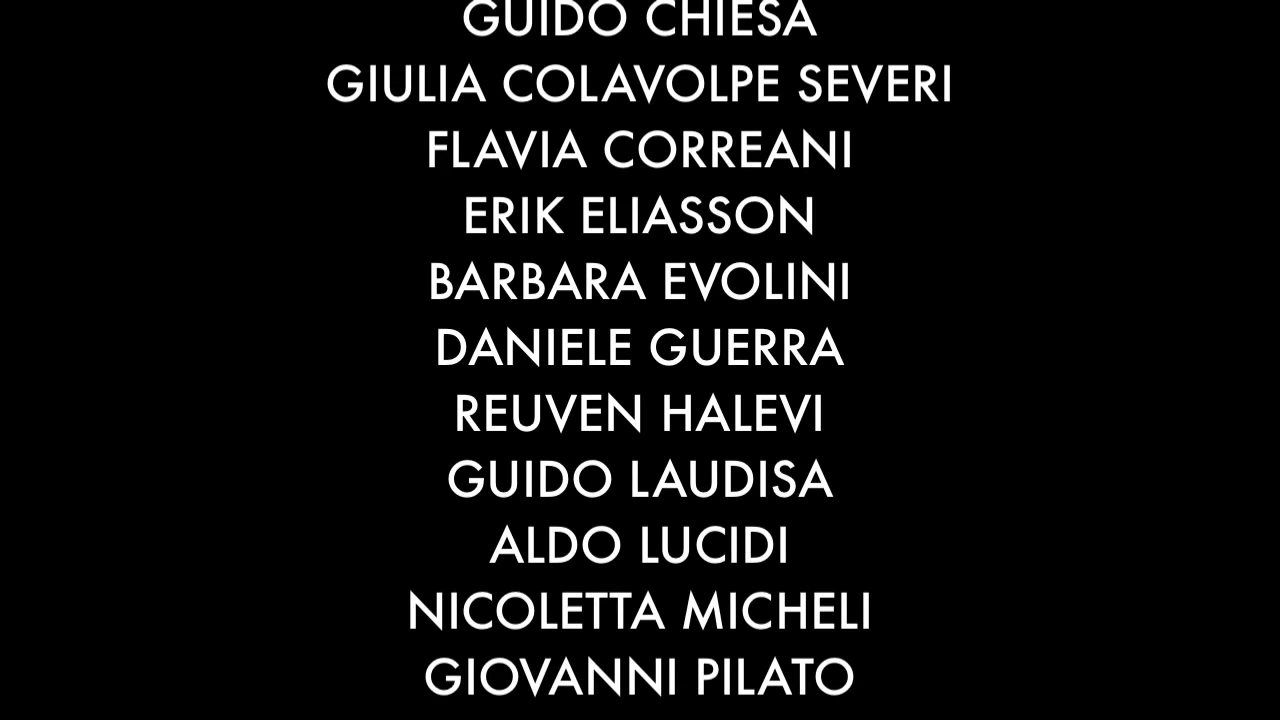 GUIDO CHIESA
GIULIA COLAVOLPE SEVERI
FLAVIA CORREANI
ERIK ELIASSON
BARBARA EVOLINI
DANIELE GUERRA
REUVEN HALEVI
GUIDO LAUDISA
ALDO LUCIDI
NICOLETTA MICHELI
GIOVANNI PILATO